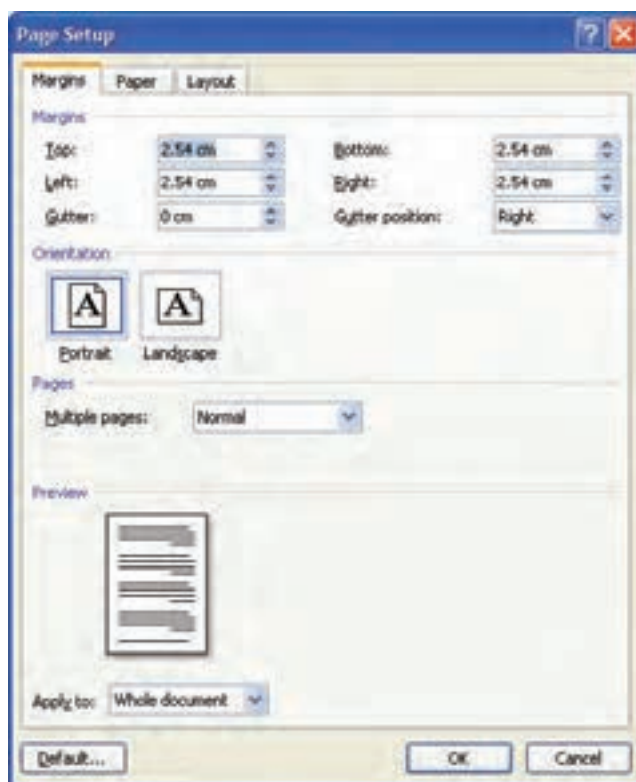 Page Setup
Margins Paper Layout
Margins
Top: 2.54 cm Bottom: 2.54 cm
Left: 2.54 cm Right: 2.54 cm
Gutter: 0 cm Gutter position: Right
Orientation
A A
Portrait Landscape
Pages
Multiple pages: Normal
Preview
Apply to: Whole document
Default... OK Cancel